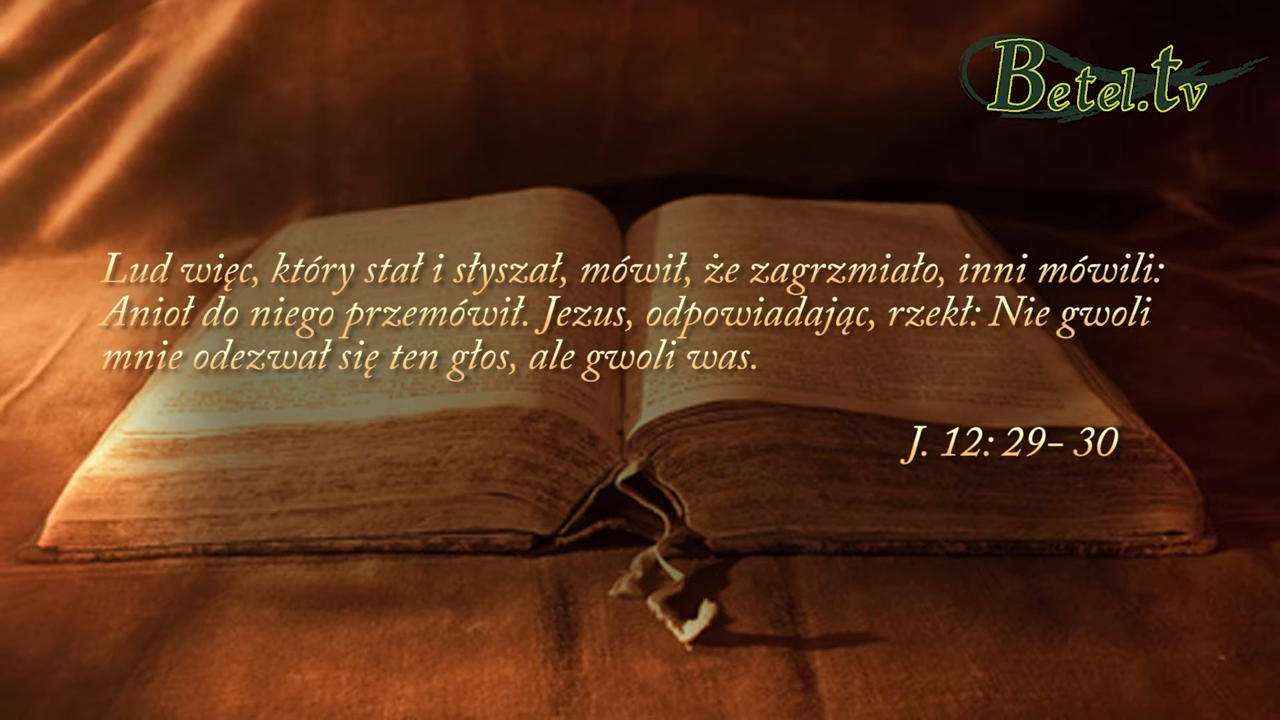 Betel.tv
Lud więc, który stał i słyszał, mówił, że zagrzmiało, inni mówili:
Anioł do niego przemówił. Jezus, odpowiadając, rzekł: Nie gwoli
mnie odezwał się ten głos, ale gwoli was.
J. 12: 29– 30